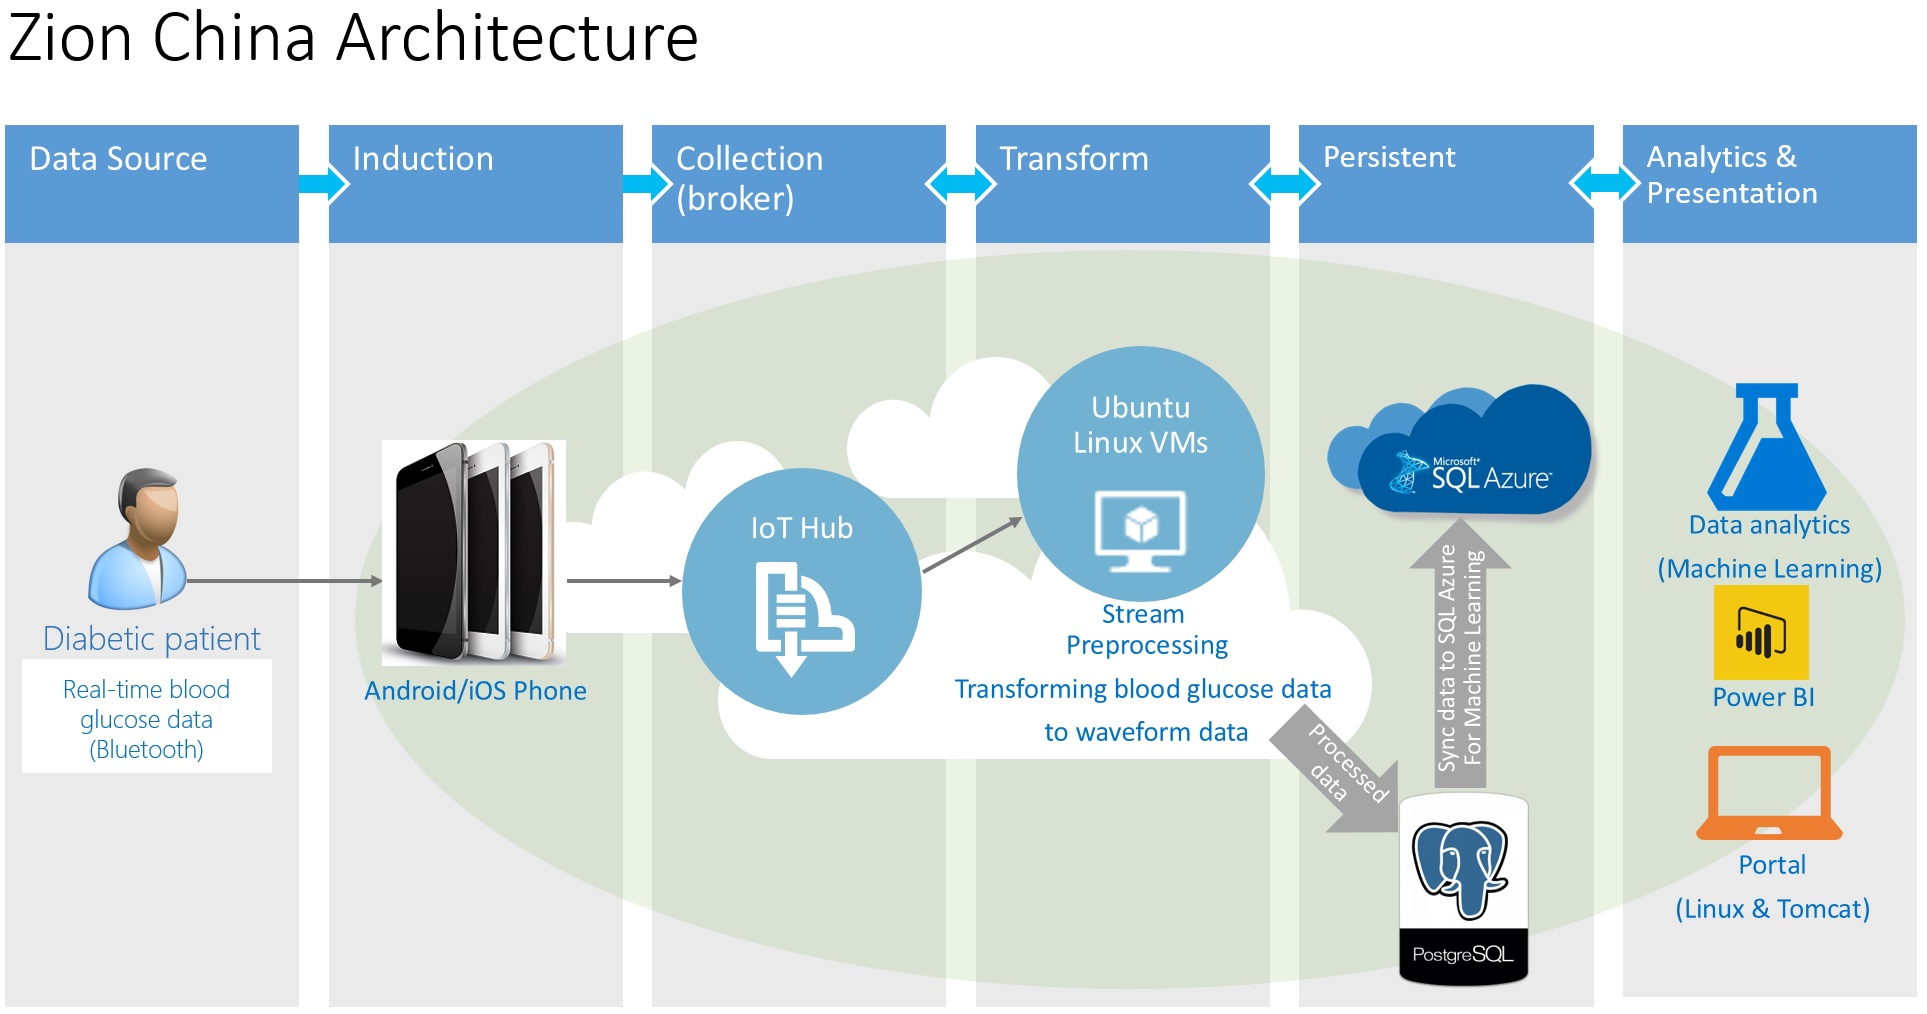 Zion China Architecture
Data Source
Induction
Collection
(broker)
Transform
Persistent
Analytics &
Presentation
Diabetic patient
Real-time blood
glucose data
(Bluetooth)
Android/iOS Phone
IoT Hub
Ubuntu
Linux VMs
Stream
Preprocessing
Transforming blood glucose data
to waveform data
Processed
data
Microsoft®
SQL Azure™
Sync data to SQL Azure
For Machine Learning
PostgreSQL
Data analytics
(Machine Learning)
Power BI
Portal
(Linux & Tomcat)